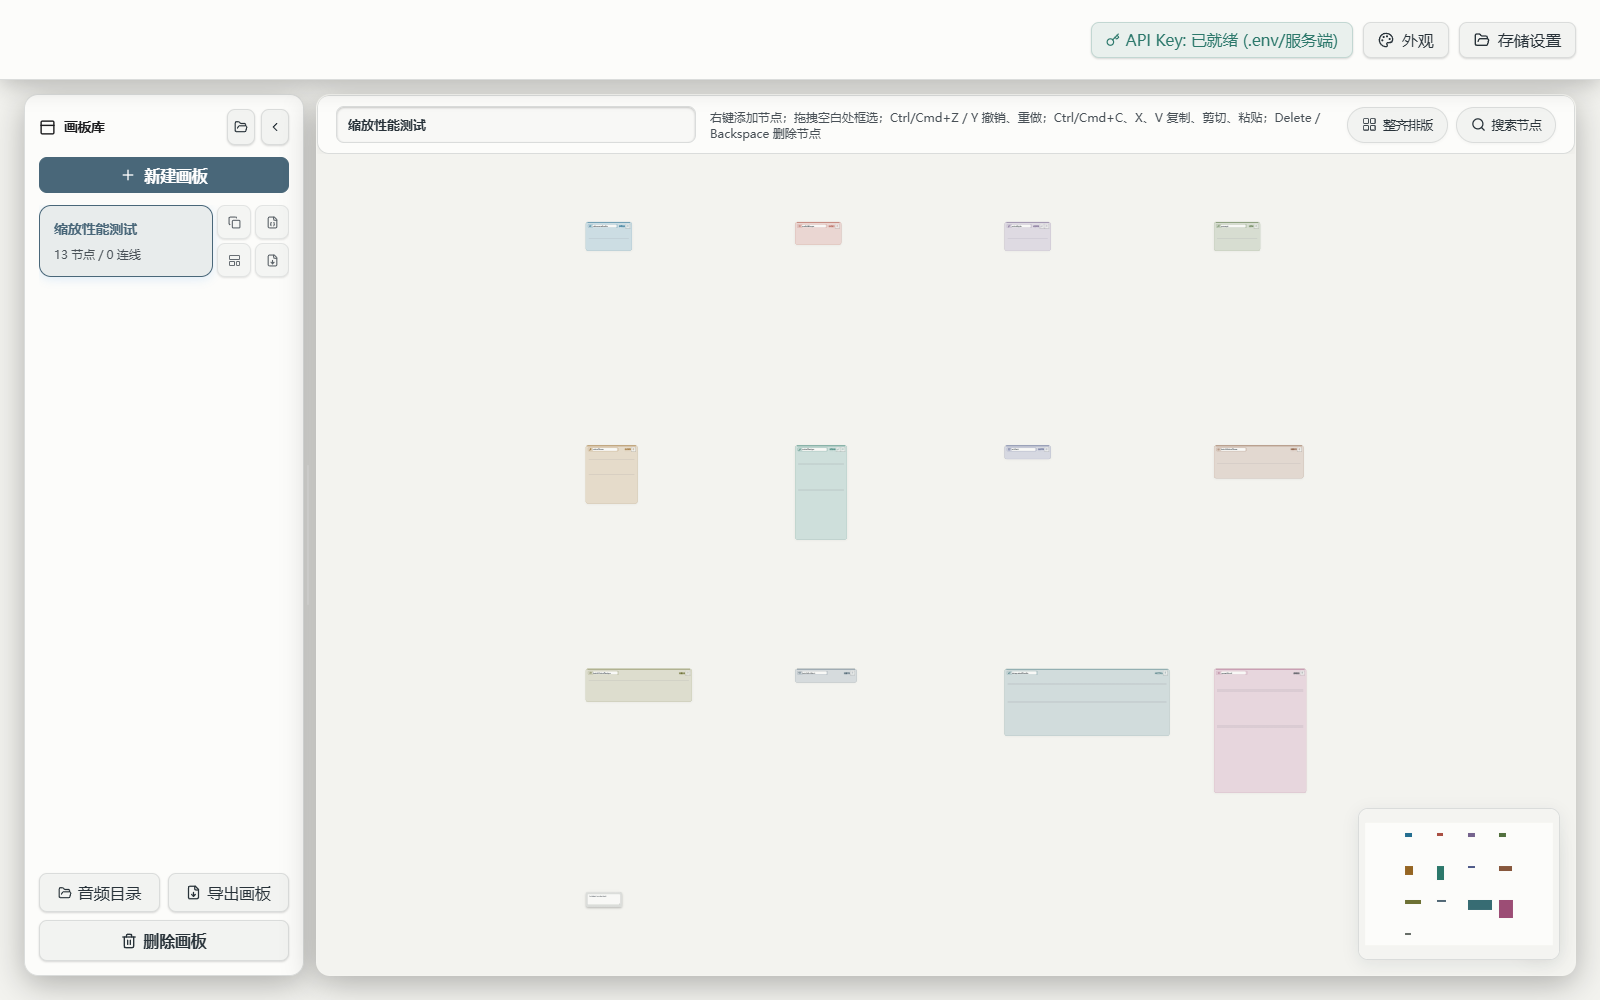 API Key: 已就绪 (.env/服务端)
外观
存储设置
画板库
新建画板
缩放性能测试
13 节点 / 0 连线
音频目录
导出画板
删除画板
缩放性能测试
右键添加节点；拖拽空白处框选；Ctrl/Cmd+Z / Y 撤销、重做；Ctrl/Cmd+C、X、V 复制、剪切、粘贴；Delete /
Backspace 删除节点
整齐排版
搜索节点